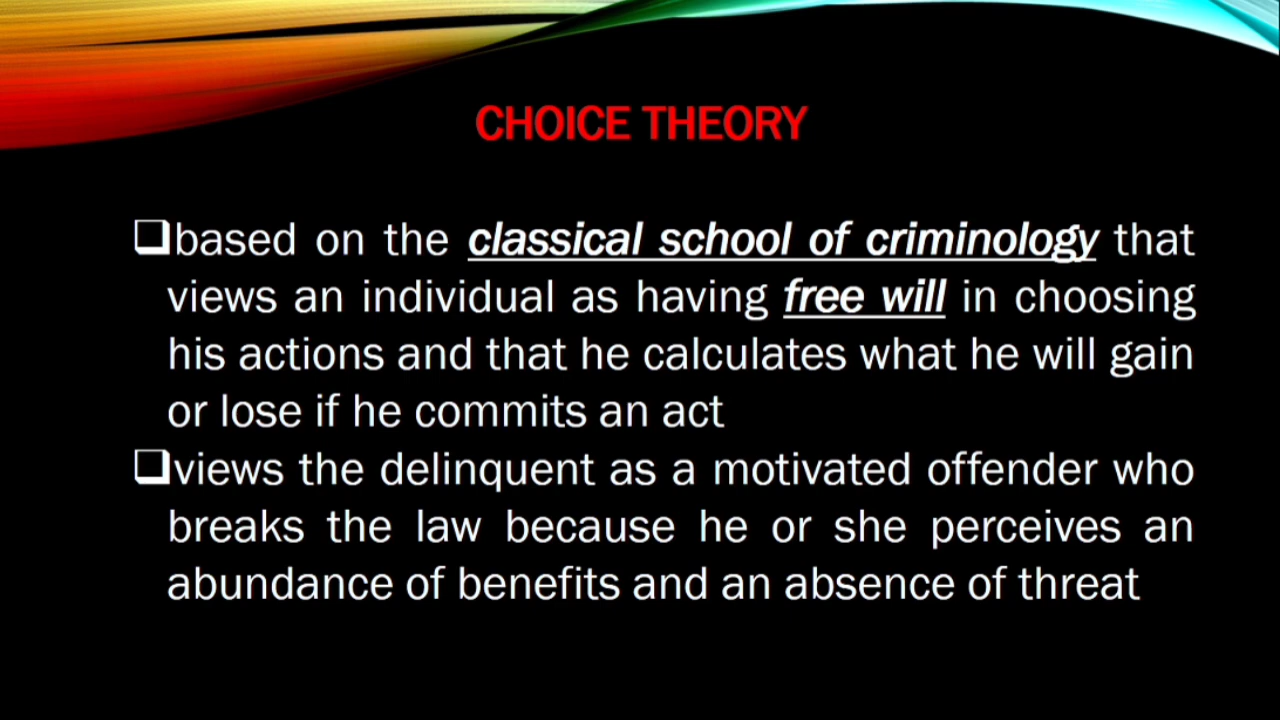 CHOICE THEORY
❑based on the classical school of criminology that
views an individual as having free will in choosing
his actions and that he calculates what he will gain
or lose if he commits an act
❑views the delinquent as a motivated offender who
breaks the law because he or she perceives an
abundance of benefits and an absence of threat